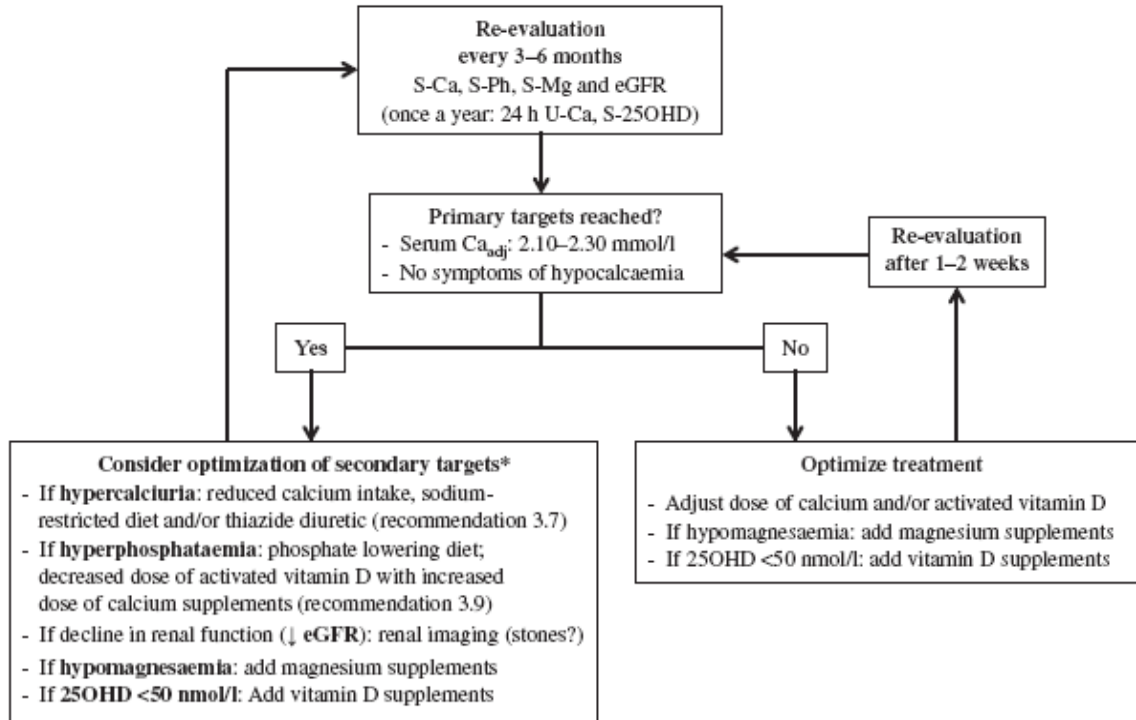 Re-evaluation
every 3–6 months
S-Ca, S-Ph, S-Mg and eGFR
(once a year: 24 h U-Ca, S-25OHD)
Primary targets reached?
- Serum Ca_adj: 2.10–2.30 mmol/l
- No symptoms of hypocalcaemia
Re-evaluation
after 1–2 weeks
Yes
No
Consider optimization of secondary targets*
- If hypercalciuria: reduced calcium intake, sodium-
restricted diet and/or thiazide diuretic (recommendation 3.7)
- If hyperphosphataemia: phosphate lowering diet;
decreased dose of activated vitamin D with increased
dose of calcium supplements (recommendation 3.9)
- If decline in renal function (↓ eGFR): renal imaging (stones?)
- If hypomagnesaemia: add magnesium supplements
- If 25OHD <50 nmol/l: Add vitamin D supplements
Optimize treatment
- Adjust dose of calcium and/or activated vitamin D
- If hypomagnesaemia: add magnesium supplements
- If 25OHD <50 nmol/l: add vitamin D supplements